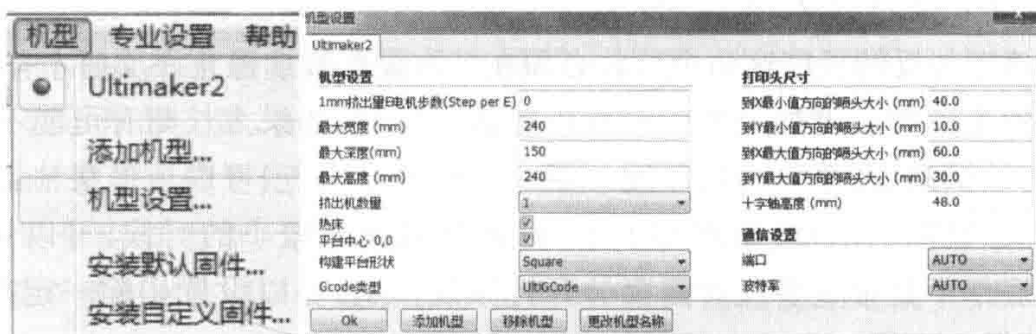 机型 专业设置 帮助
Ultimaker2
添加机型...
机型设置...
安装默认固件...
安装自定义固件...
机型设置
Ultimaker2
机型设置
1mm挤出量E电机步数(Step per E) 0
最大宽度 (mm) 240
最大深度(mm) 150
最大高度 (mm) 240
挤出机数量 1
热床
平台中心 0,0
构建平台形状 Square
Gcode类型 UltiGCode
打印头尺寸
到X最小值方向的喷头大小 (mm) 40.0
到Y最小值方向的喷头大小 (mm) 10.0
到X最大值方向的喷头大小 (mm) 60.0
到Y最大值方向的喷头大小 (mm) 30.0
十字轴高度 (mm) 48.0
通信设置
端口 AUTO
波特率 AUTO
Ok 添加机型 移除机型 更改机型名称